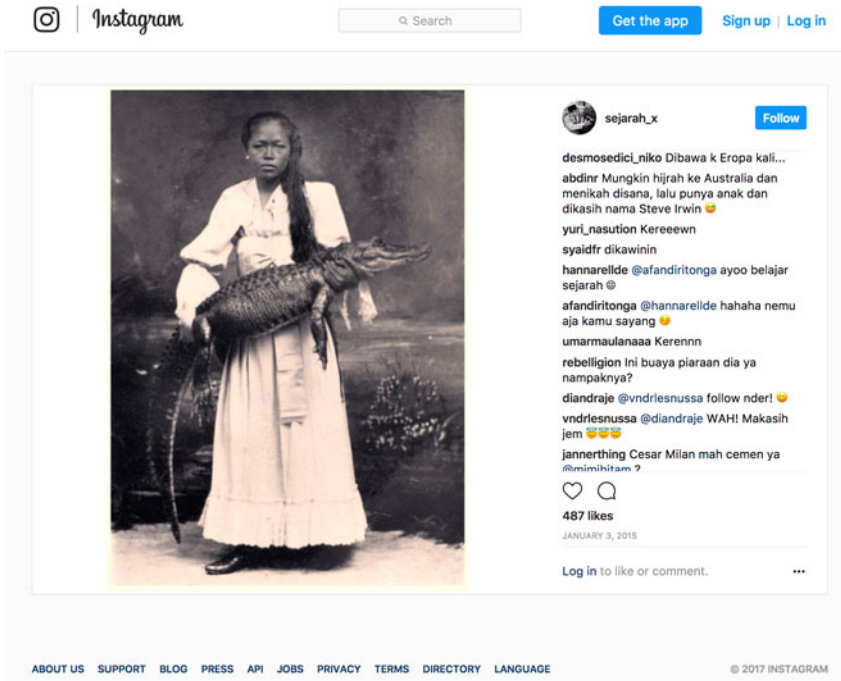 Instagram
Search
Get the app
Sign up | Log in
sejarah_x
Follow
desmosedici_niko Dibawa k Eropa kali...
abdinr Mungkin hijrah ke Australia dan
menikah disana, lalu punya anak dan
dikasih nama Steve Irwin 😅
yuri_nasution Kereeewn
syaidfr dikawinin
hannarellde @afandiritonga ayoo belajar
sejarah 😝
afandiritonga @hannarellde hahaha nemu
aja kamu sayang ☺️
umarmaulanaaa Kerennn
rebelligion Ini buaya piaraan dia ya
nampaknya?
diandraje @vndrlesnussa follow nder! 😄
vndrlesnussa @diandraje WAH! Makasih
jem 😇😇😇
jannerthing Cesar Milan mah cemen ya
@mimihitam ?
487 likes
JANUARY 3, 2015
Log in to like or comment.
ABOUT US SUPPORT BLOG PRESS API JOBS PRIVACY TERMS DIRECTORY LANGUAGE
© 2017 INSTAGRAM